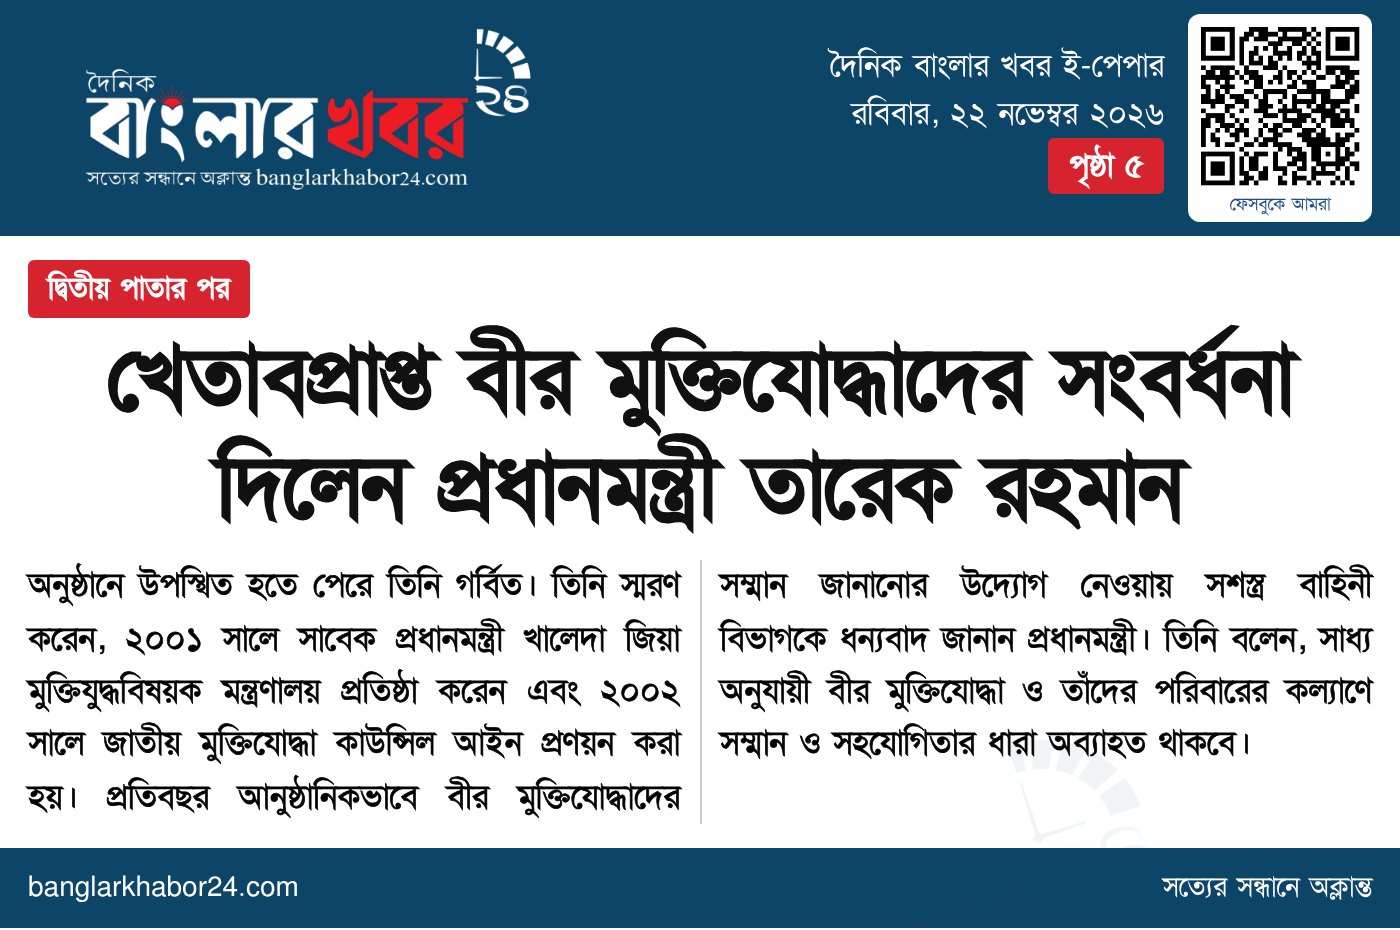 দৈনিক
বাংলার খবর
২৪
সত্যের সন্ধানে অক্লান্ত banglarkhabor24.com
দৈনিক বাংলার খবর ই-পেপার
রবিবার, ২২ নভেম্বর ২০২৬
পৃষ্ঠা ৫
ফেসবুকে আমরা
দ্বিতীয় পাতার পর
খেতাবপ্রাপ্ত বীর মুক্তিযোদ্ধাদের সংবর্ধনা
দিলেন প্রধানমন্ত্রী তারেক রহমান
অনুষ্ঠানে উপস্থিত হতে পেরে তিনি গর্বিত। তিনি স্মরণ
করেন, ২০০১ সালে সাবেক প্রধানমন্ত্রী খালেদা জিয়া
মুক্তিযুদ্ধবিষয়ক মন্ত্রণালয় প্রতিষ্ঠা করেন এবং ২০০২
সালে জাতীয় মুক্তিযোদ্ধা কাউন্সিল আইন প্রণয়ন করা
হয়। প্রতিবছর আনুষ্ঠানিকভাবে বীর মুক্তিযোদ্ধাদের
সম্মান জানানোর উদ্যোগ নেওয়ায় সশস্ত্র বাহিনী
বিভাগকে ধন্যবাদ জানান প্রধানমন্ত্রী। তিনি বলেন, সাধ্য
অনুযায়ী বীর মুক্তিযোদ্ধা ও তাঁদের পরিবারের কল্যাণে
সম্মান ও সহযোগিতার ধারা অব্যাহত থাকবে।
banglarkhabor24.com
সত্যের সন্ধানে অক্লান্ত